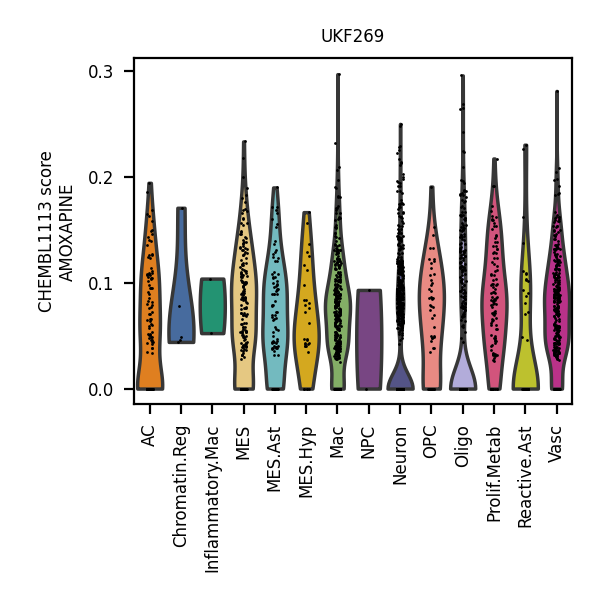 UKF269
CHEMBL1113 score
AMOXAPINE
0.3
0.2
0.1
0.0
AC
Chromatin.Reg
Inflammatory.Mac
MES
MES.Ast
MES.Hyp
Mac
NPC
Neuron
OPC
Oligo
Prolif.Metab
Reactive.Ast
Vasc